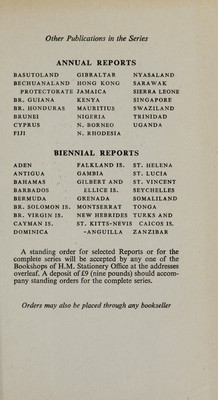 Other Publications in the Series
ANNUAL REPORTS
BASUTOLAND GIBRALTAR NYASALAND
BECHUANALAND HONG KONG SARAWAK
PROTECTORATE JAMAICA SIERRA LEONE
BR. GUIANA KENYA SINGAPORE
BR. HONDURAS MAURITIUS SWAZILAND
BRUNEI NIGERIA TRINIDAD
CYPRUS N. BORNEO UGANDA
FIJI N. RHODESIA
BIENNIAL REPORTS
ADEN FALKLAND IS. ST. HELENA
ANTIGUA GAMBIA ST. LUCIA
BAHAMAS GILBERT AND ST. VINCENT
BARBADOS ELLICE IS. SEYCHELLES
BERMUDA GRENADA SOMALILAND
BR. SOLOMON IS. MONTSERRAT TONGA
BR. VIRGIN IS. NEW HEBRIDES TURKS AND
CAYMAN IS. ST. KITTS-NEVIS CAICOS IS.
DOMINICA -ANGUILLA ZANZIBAR
A standing order for selected Reports or for the
complete series will be accepted by any one of the
Bookshops of H.M. Stationery Office at the addresses
overleaf. A deposit of £9 (nine pounds) should accom-
pany standing orders for the complete series.
Orders may also be placed through any bookseller